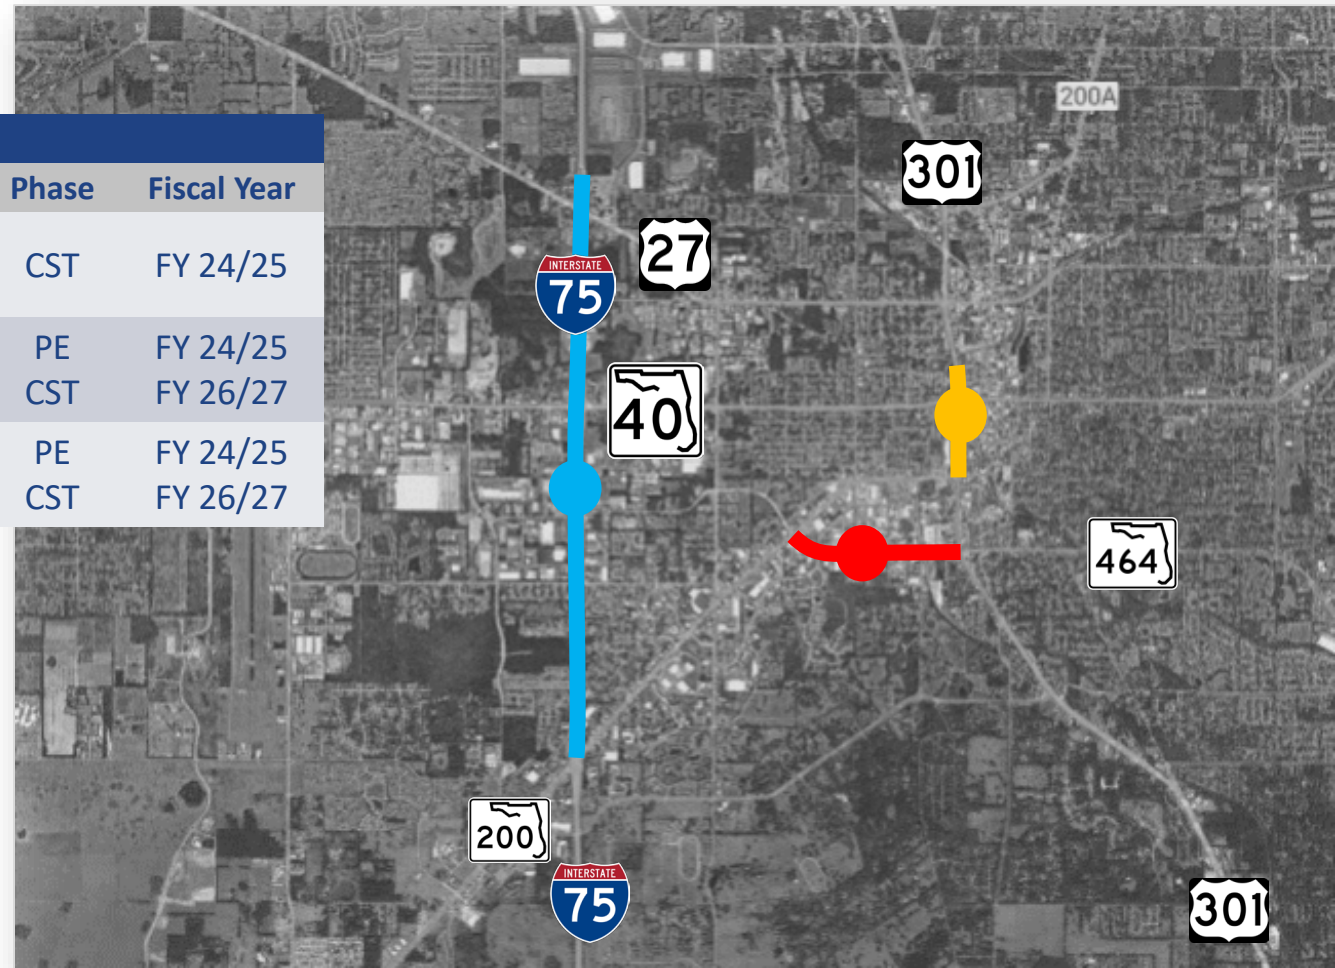 Phase Fiscal Year
CST FY 24/25
PE FY 24/25
CST FY 26/27
PE FY 24/25
CST FY 26/27
200A
301
27
INTERSTATE
75
40
464
200
INTERSTATE
75
301